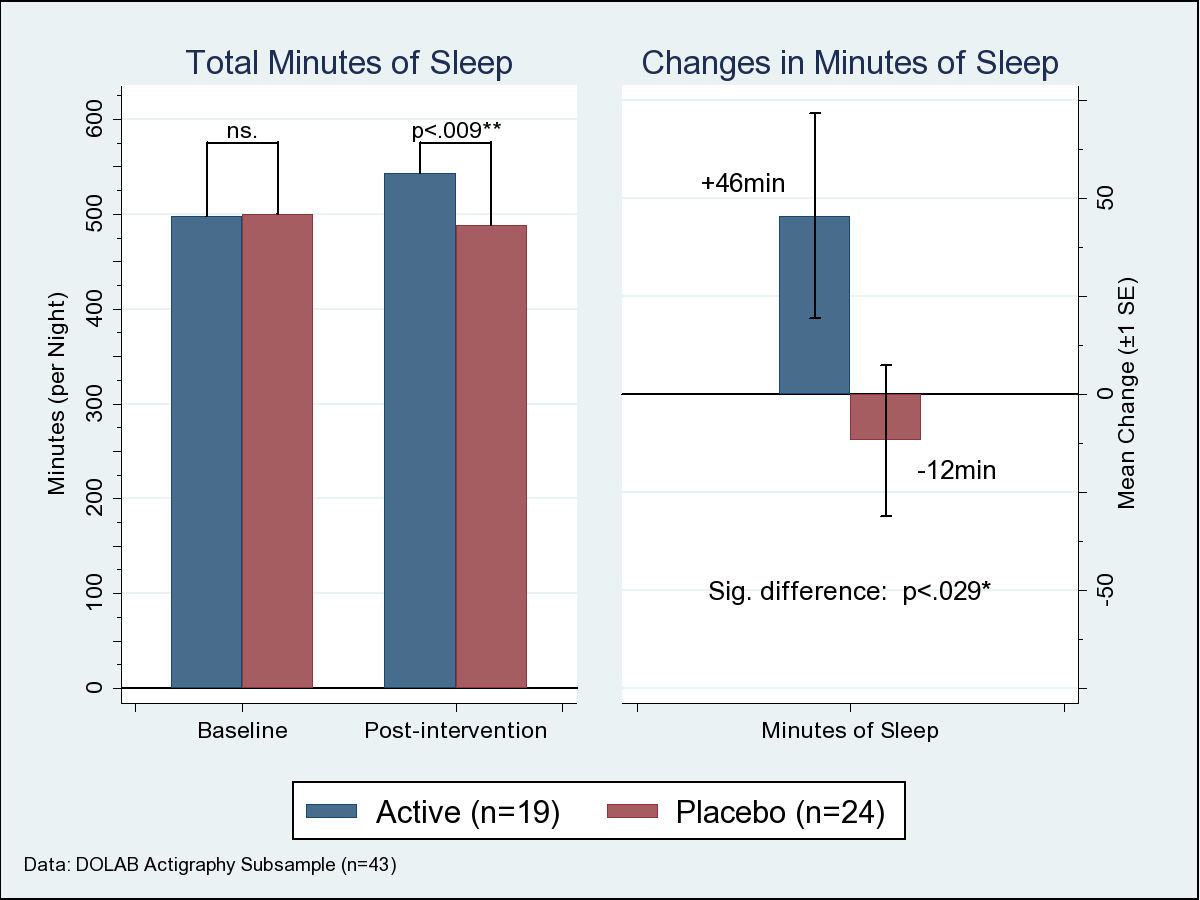 Total Minutes of Sleep
Changes in Minutes of Sleep
Minutes (per Night)
600
500
400
300
200
100
0
ns.
p<.009**
Baseline
Post-intervention
+46min
-12min
Sig. difference:  p<.029*
50
0
-50
Mean Change (±1 SE)
Minutes of Sleep
Active (n=19)
Placebo (n=24)
Data: DOLAB Actigraphy Subsample (n=43)